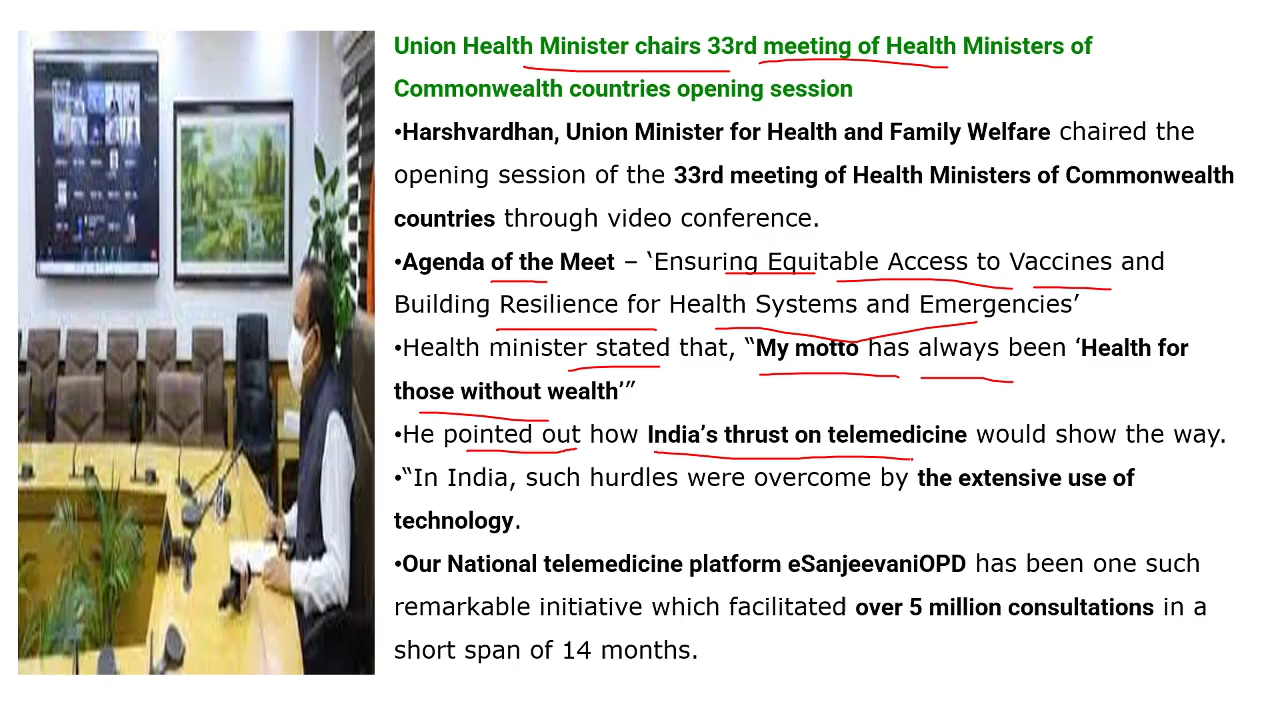 Union Health Minister chairs 33rd meeting of Health Ministers of
Commonwealth countries opening session
•Harshvardhan, Union Minister for Health and Family Welfare chaired the
opening session of the 33rd meeting of Health Ministers of Commonwealth
countries through video conference.
•Agenda of the Meet – ‘Ensuring Equitable Access to Vaccines and
Building Resilience for Health Systems and Emergencies’
•Health minister stated that, “My motto has always been ‘Health for
those without wealth’”
•He pointed out how India’s thrust on telemedicine would show the way.
•“In India, such hurdles were overcome by the extensive use of
technology.
•Our National telemedicine platform eSanjeevaniOPD has been one such
remarkable initiative which facilitated over 5 million consultations in a
short span of 14 months.